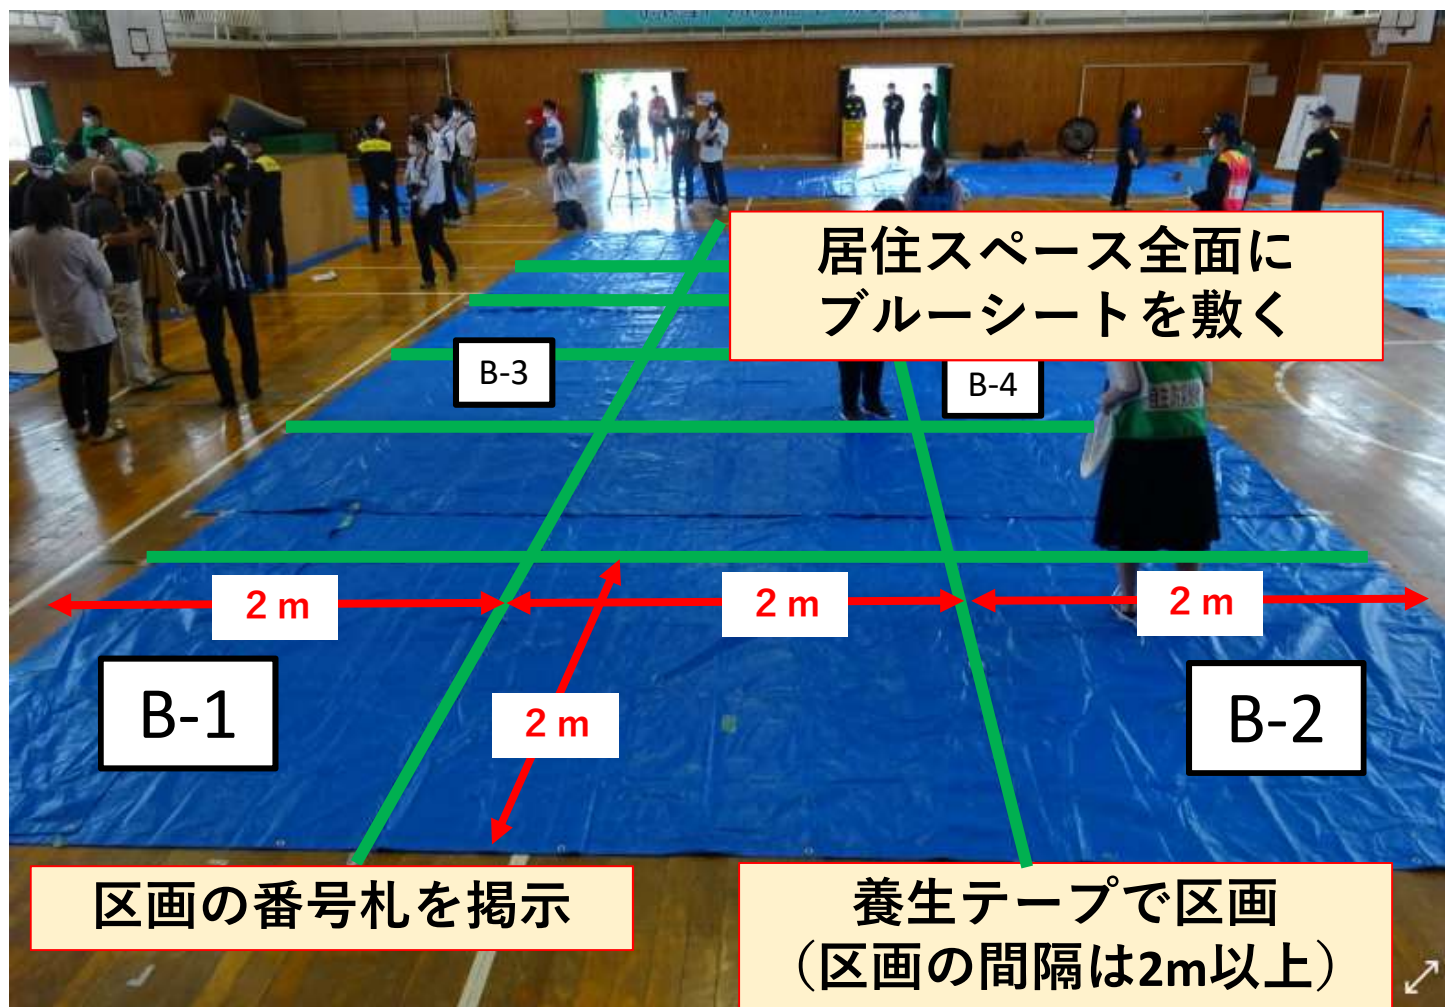 居住スペース全面に
ブルーシートを敷く
B-3
B-4
2 m
2 m
2 m
2 m
B-1
B-2
区画の番号札を掲示
養生テープで区画
（区画の間隔は2m以上）